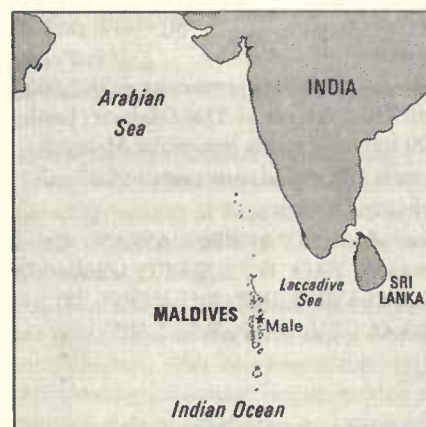 INDIA
Arabian
Sea
Laccadive
Sea
SRI
LANKA
MALDIVES
Male
Indian Ocean